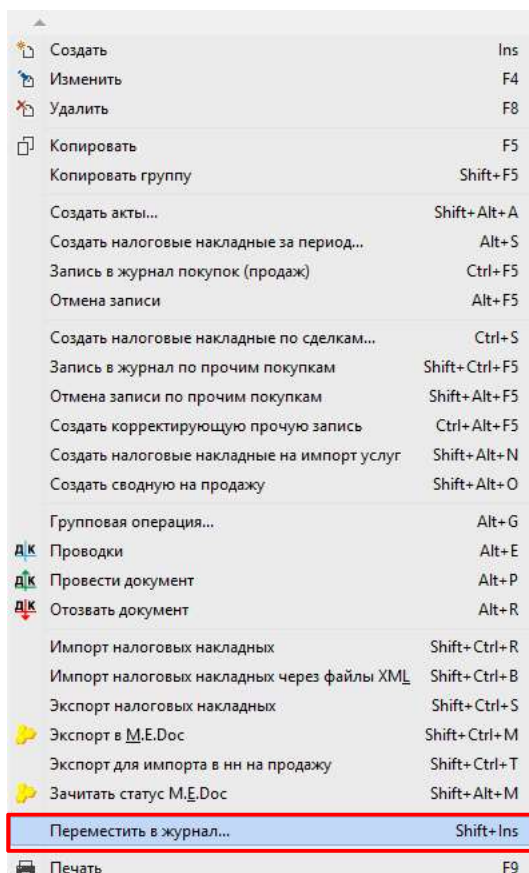 Создать Ins
Изменить F4
Удалить F8
Копировать F5
Копировать группу Shift+F5
Создать акты... Shift+Alt+A
Создать налоговые накладные за период... Alt+S
Запись в журнал покупок (продаж) Ctrl+F5
Отмена записи Alt+F5
Создать налоговые накладные по сделкам... Ctrl+S
Запись в журнал по прочим покупкам Shift+Ctrl+F5
Отмена записи по прочим покупкам Shift+Alt+F5
Создать корректирующую прочую запись Ctrl+Alt+F5
Создать налоговые накладные на импорт услуг Shift+Alt+N
Создать сводную на продажу Shift+Alt+O
Групповая операция... Alt+G
Д К Проводки Alt+E
Д К Провести документ Alt+P
Д К Отозвать документ Alt+R
Импорт налоговых накладных Shift+Ctrl+R
Импорт налоговых накладных через файлы XML Shift+Ctrl+B
Экспорт налоговых накладных Shift+Ctrl+S
Экспорт в M.E.Doc Shift+Ctrl+M
Экспорт для импорта в нн на продажу Shift+Ctrl+T
Зачитать статус M.E.Doc Shift+Alt+M
Переместить в журнал... Shift+Ins
Печать F9